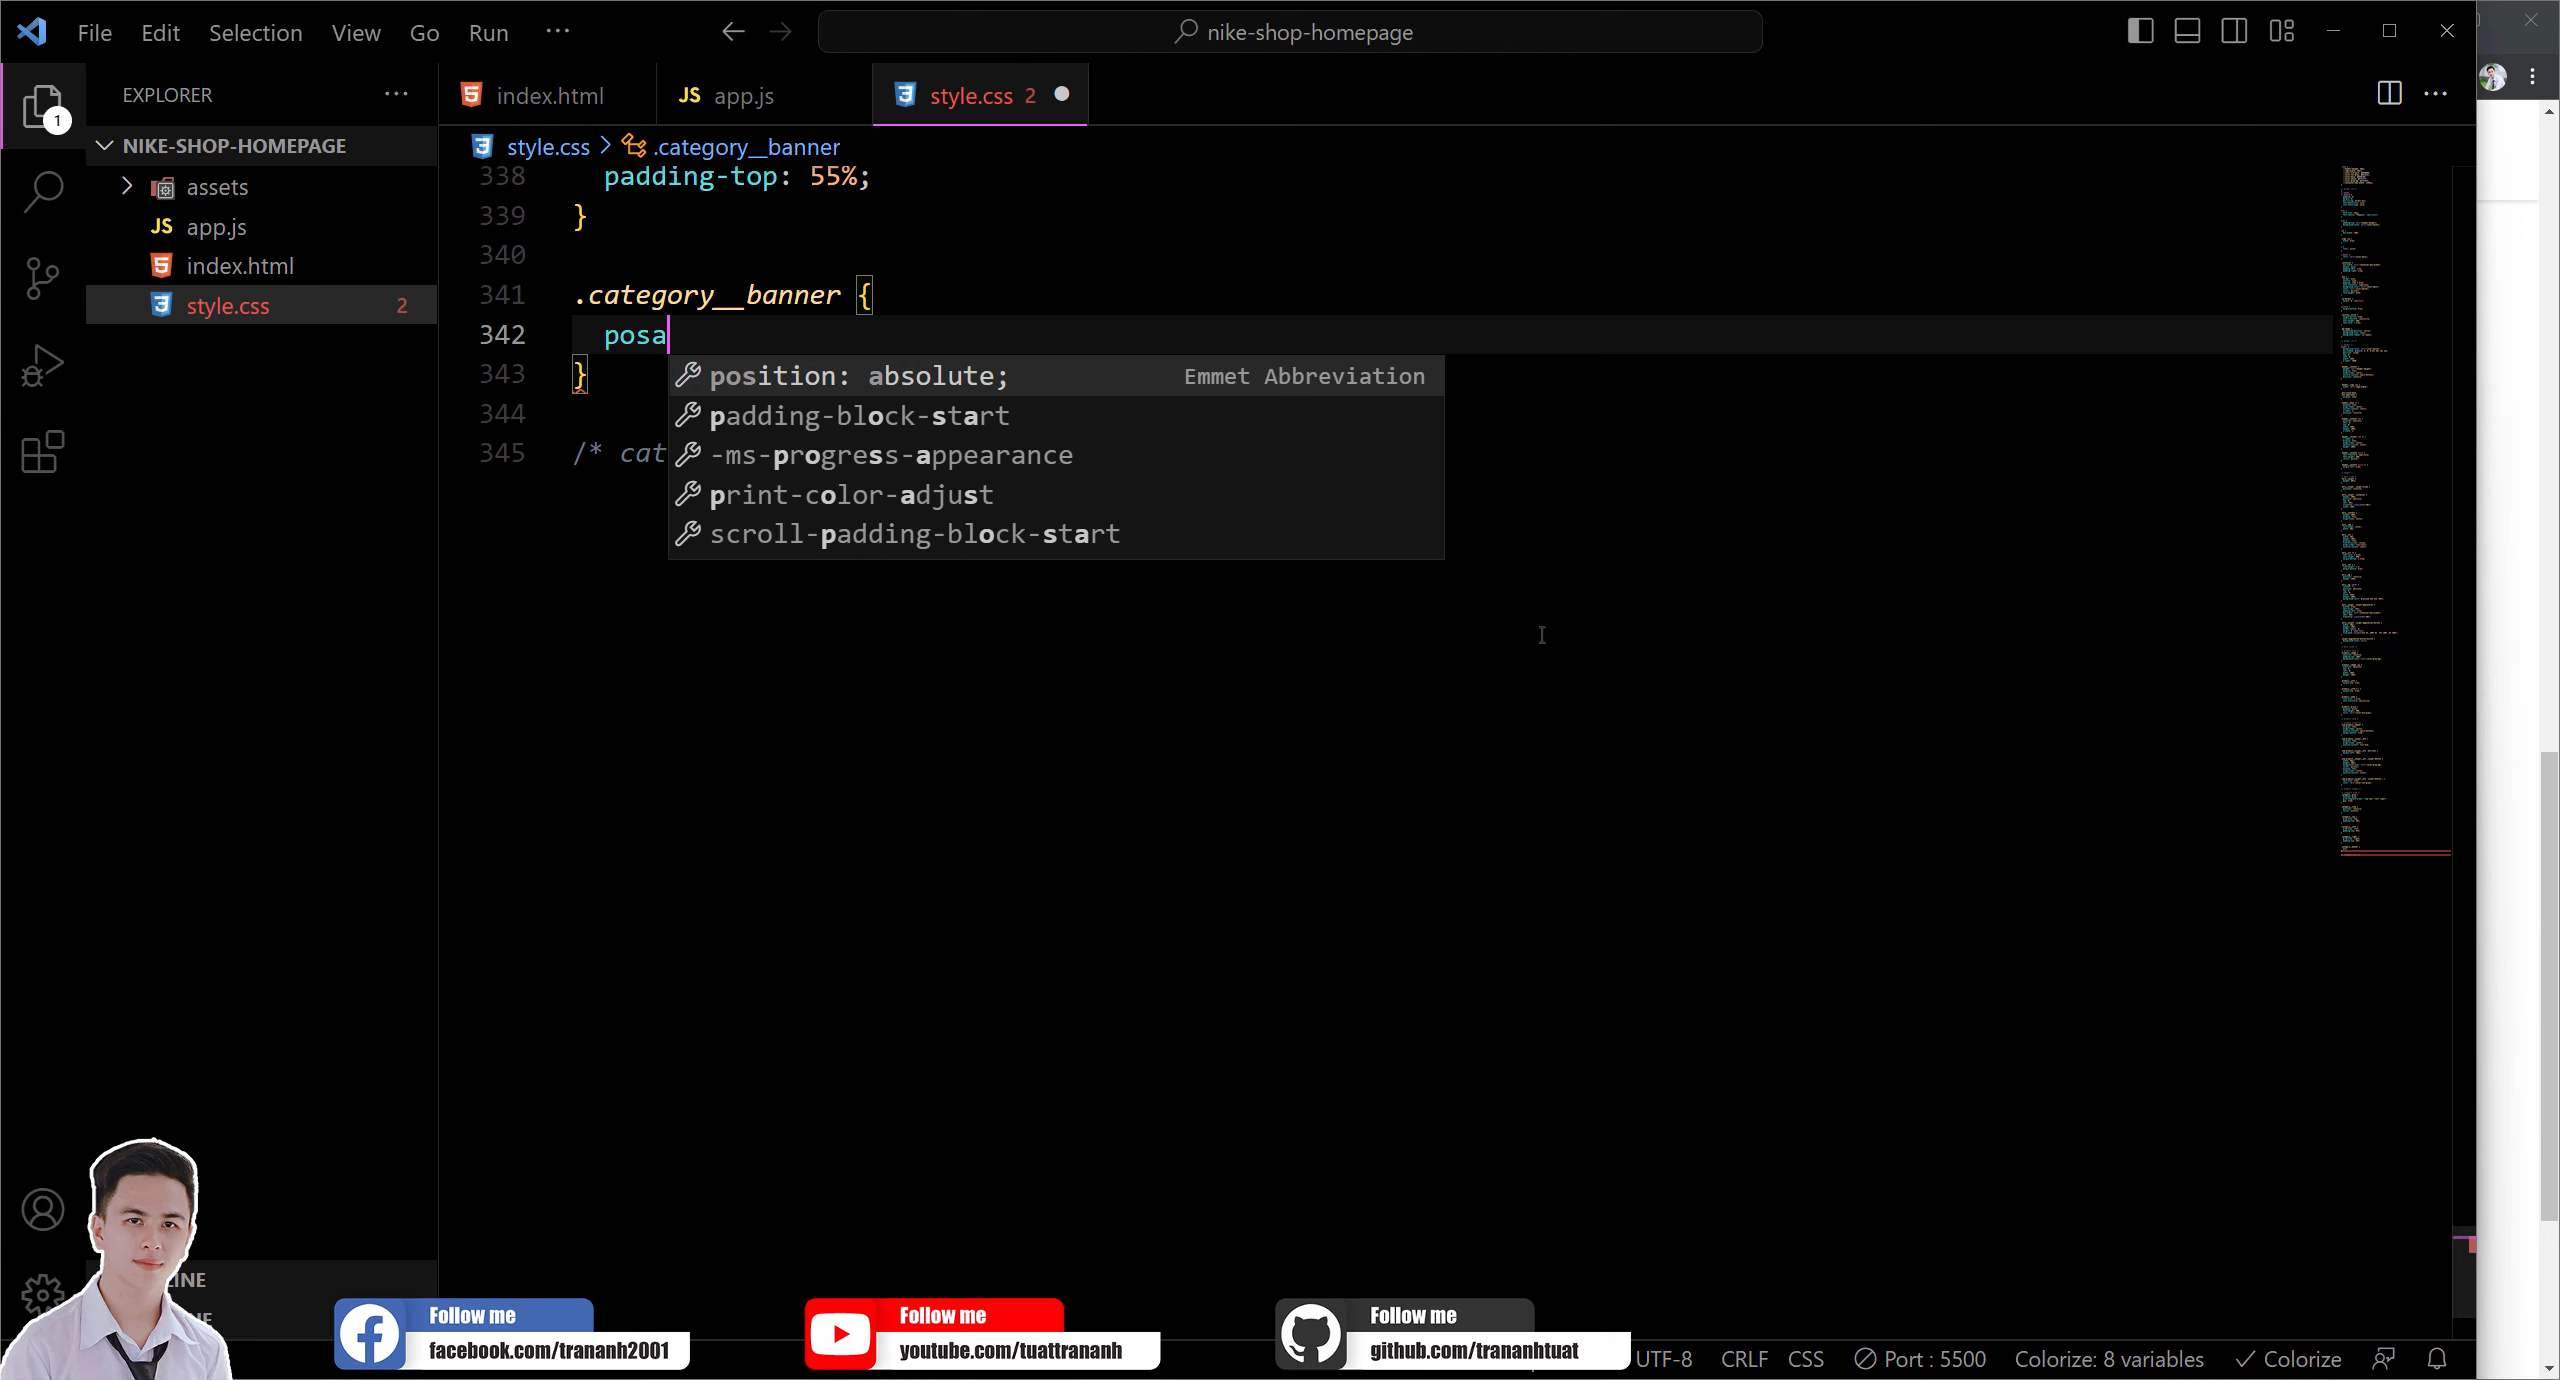 File Edit Selection View Go Run ···
nike-shop-homepage
EXPLORER ···
index.html
JS app.js
style.css 2
···
1
NIKE-SHOP-HOMEPAGE
assets
JS app.js
index.html
style.css 2
style.css > .category__banner
338 padding-top: 55%;
339 }
340
341 .category__banner {
342 posa
343 }
344
345 /* cat
position: absolute; Emmet Abbreviation
padding-block-start
-ms-progress-appearance
print-color-adjust
scroll-padding-block-start
Follow me
facebook.com/trananh2001
Follow me
youtube.com/tuattrananh
Follow me
github.com/trananhtuat
UTF-8 CRLF CSS Port : 5500 Colorize: 8 variables Colorize